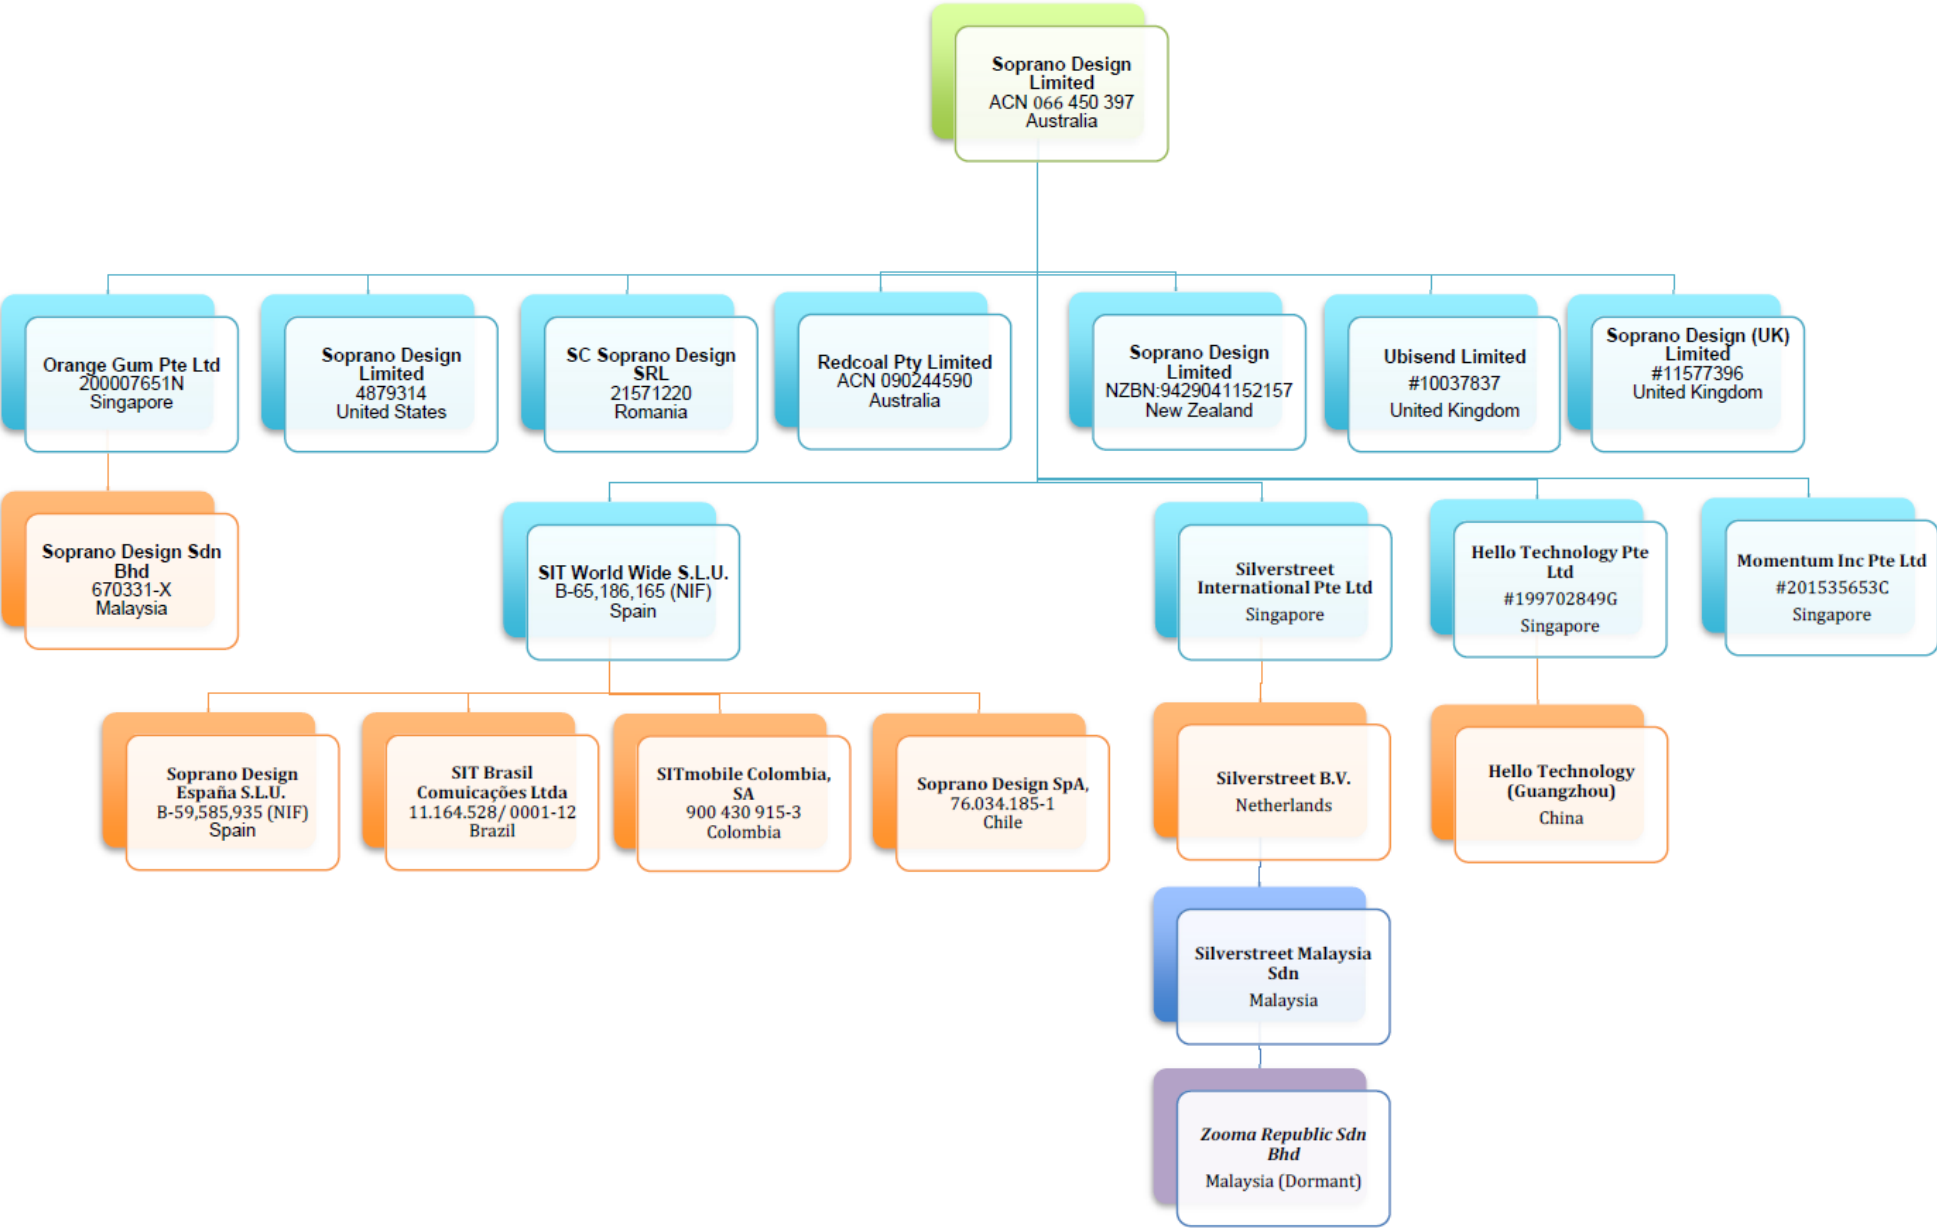 Soprano Design
Limited
ACN 066 450 397
Australia
Orange Gum Pte Ltd
200007651N
Singapore
Soprano Design
Limited
4879314
United States
SC Soprano Design
SRL
21571220
Romania
Redcoal Pty Limited
ACN 090244590
Australia
Soprano Design
Limited
NZBN:9429041152157
New Zealand
Ubisend Limited
#10037837
United Kingdom
Soprano Design (UK)
Limited
#11577396
United Kingdom
Soprano Design Sdn
Bhd
670331-X
Malaysia
SIT World Wide S.L.U.
B-65,186,165 (NIF)
Spain
Silverstreet
International Pte Ltd
Singapore
Hello Technology Pte
Ltd
#199702849G
Singapore
Momentum Inc Pte Ltd
#201535653C
Singapore
Soprano Design
España S.L.U.
B-59,585,935 (NIF)
Spain
SIT Brasil
Comuicações Ltda
11.164.528/ 0001-12
Brazil
SITmobile Colombia,
SA
900 430 915-3
Colombia
Soprano Design SpA,
76.034.185-1
Chile
Silverstreet B.V.
Netherlands
Hello Technology
(Guangzhou)
China
Silverstreet Malaysia
Sdn
Malaysia
Zooma Republic Sdn
Bhd
Malaysia (Dormant)